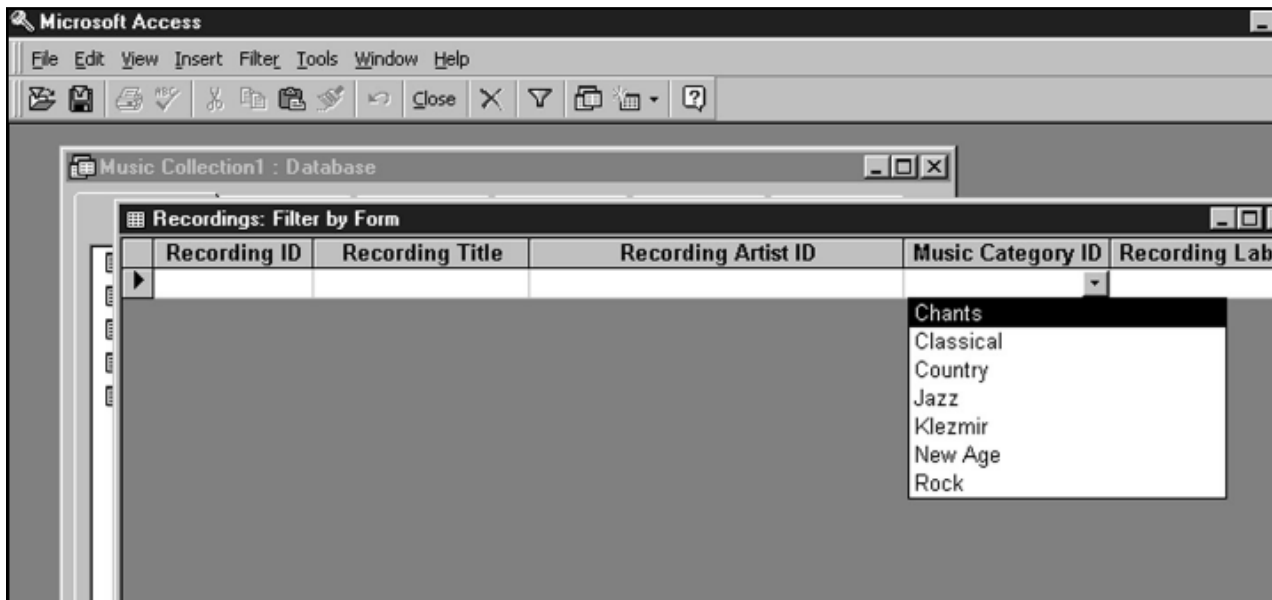 Microsoft Access
File Edit View Insert Filter Tools Window Help
ABC Close
Music Collection1 : Database
Recordings: Filter by Form
Recording ID Recording Title Recording Artist ID Music Category ID Recording Lab
Chants
Classical
Country
Jazz
Klezmir
New Age
Rock